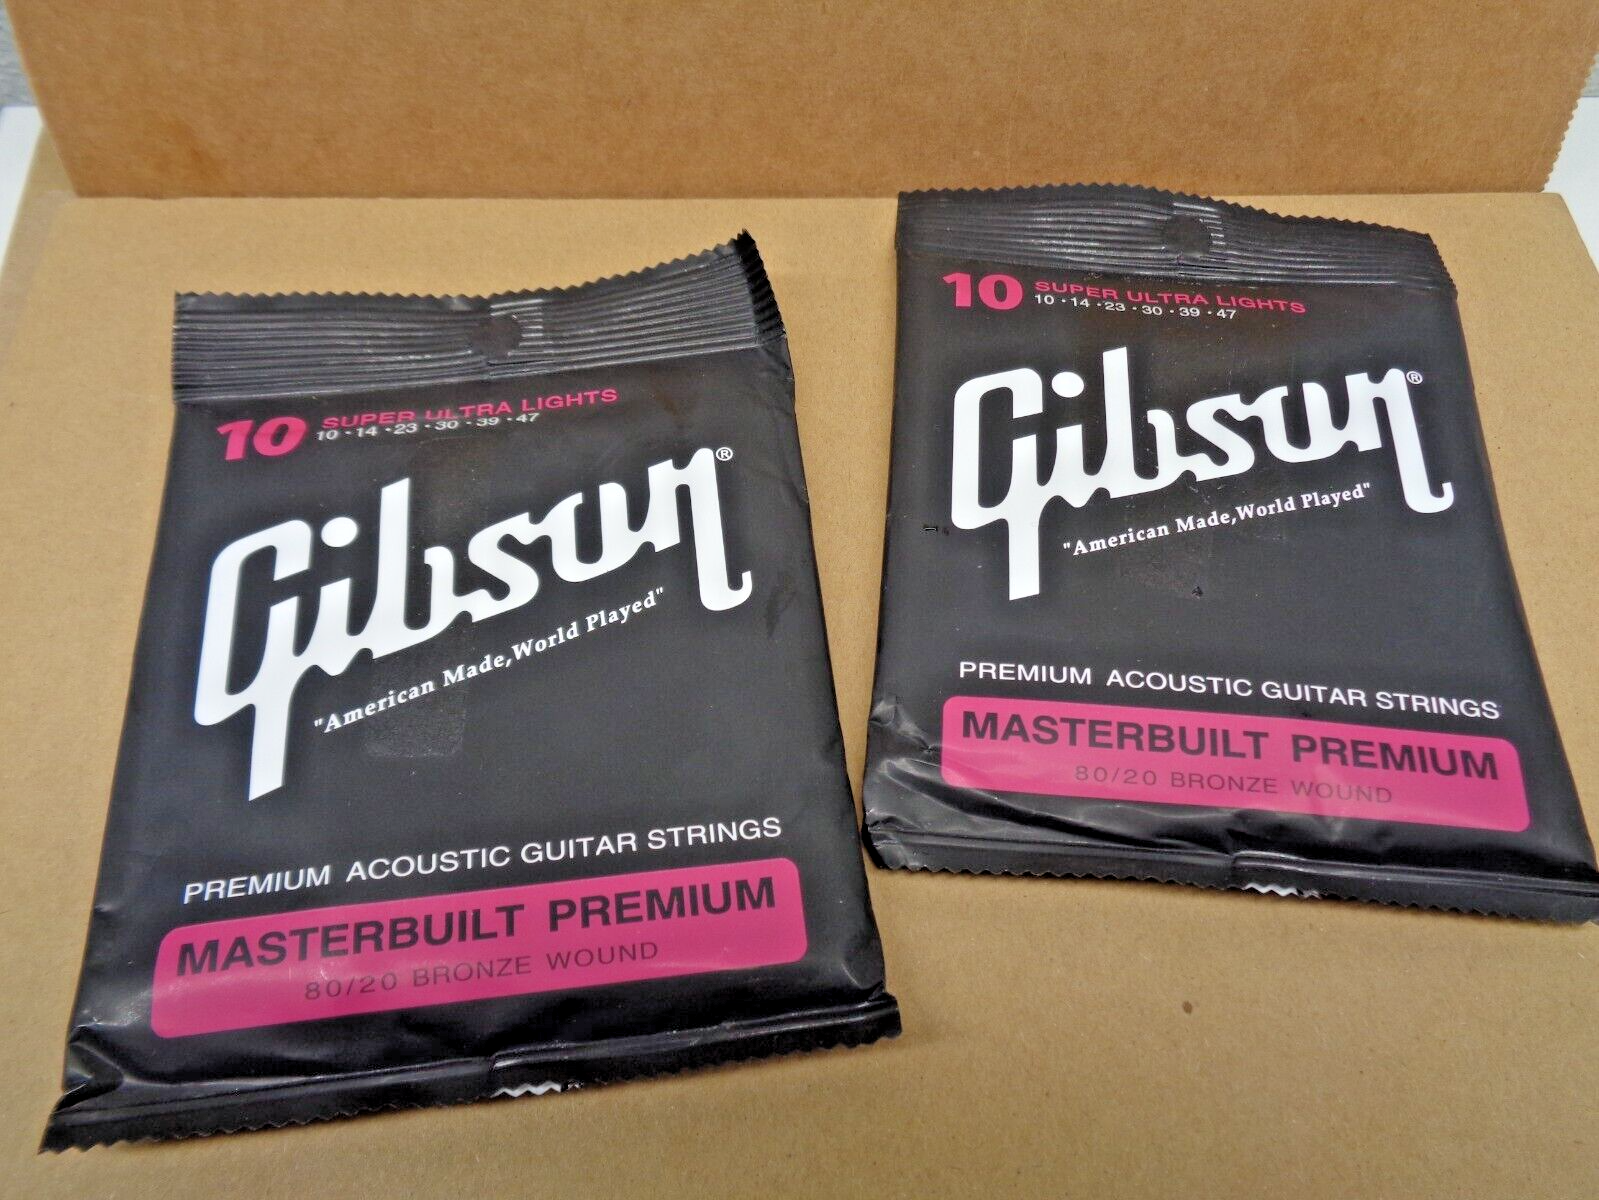 10 SUPER ULTRA LIGHTS
10 · 14 · 23 · 30 · 39 · 47
Gibson®
"American Made,World Played"
PREMIUM ACOUSTIC GUITAR STRINGS
MASTERBUILT PREMIUM
80/20 BRONZE WOUND
10 SUPER ULTRA LIGHTS
10 · 14 · 23 · 30 · 39 · 47
Gibson®
"American Made,World Played"
PREMIUM ACOUSTIC GUITAR STRINGS
MASTERBUILT PREMIUM
80/20 BRONZE WOUND